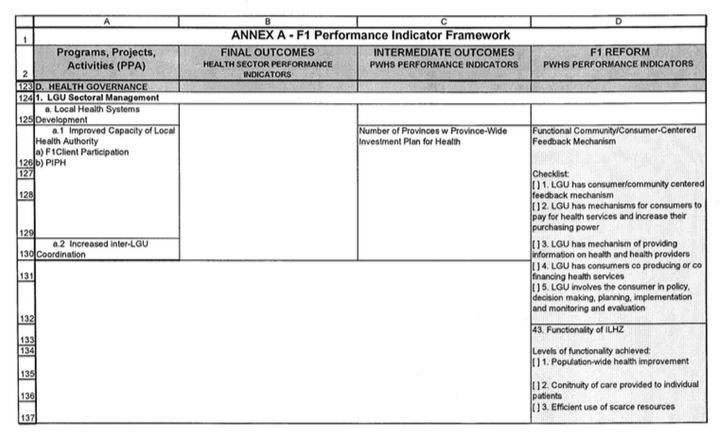 A B C D
1 ANNEX A - F1 Performance Indicator Framework
Programs, Projects, FINAL OUTCOMES INTERMEDIATE OUTCOMES F1 REFORM
Activities (PPA) HEALTH SECTOR PERFORMANCE PWHS PERFORMANCE INDICATORS PWHS PERFORMANCE INDICATORS
2 INDICATORS
123 D. HEALTH GOVERNANCE
124 1. LGU Sectoral Management
a. Local Health Systems
125 Development
a.1 Improved Capacity of Local Number of Provinces w Province-Wide Functional Community/Consumer-Centered
Health Authority Investment Plan for Health Feedback Mechanism
a) F1Client Participation
126 b) PIPH
127 Checklist:
[ ] 1. LGU has consumer/community centered
128 feedback mechanism
[ ] 2. LGU has mechanisms for consumers to
pay for health services and increase their
129 purchasing power
a.2 Increased Inter-LGU [ ] 3. LGU has mechanism of providing
130 Coordination information on health and health providers
[ ] 4. LGU has consumers co producing or co
131 financing health services
[ ] 5. LGU involves the consumer in policy,
decision making, planning, implementation
132 and monitoring and evaluation
43. Functionality of ILHZ
133
134 Levels of functionality achieved:
[ ] 1. Population-wide health improvement
135
[ ] 2. Conitnuity of care provided to individual
136 patients
[ ] 3. Efficient use of scarce resources
137